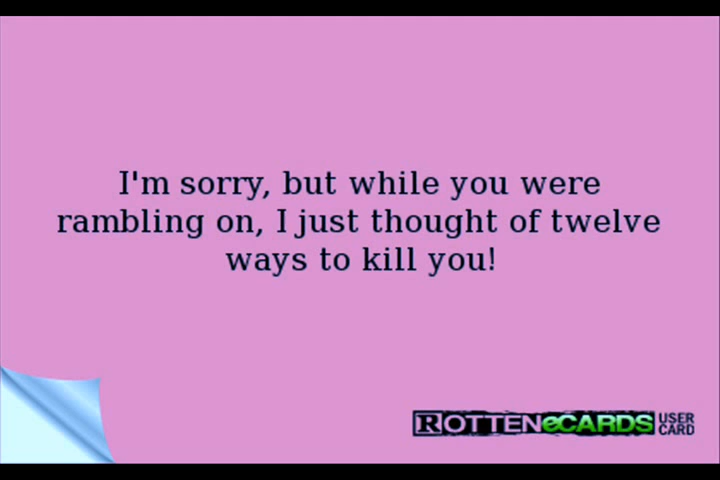 I'm sorry, but while you were
rambling on, I just thought of twelve
ways to kill you!
ROTTENeCARDS USER
CARD